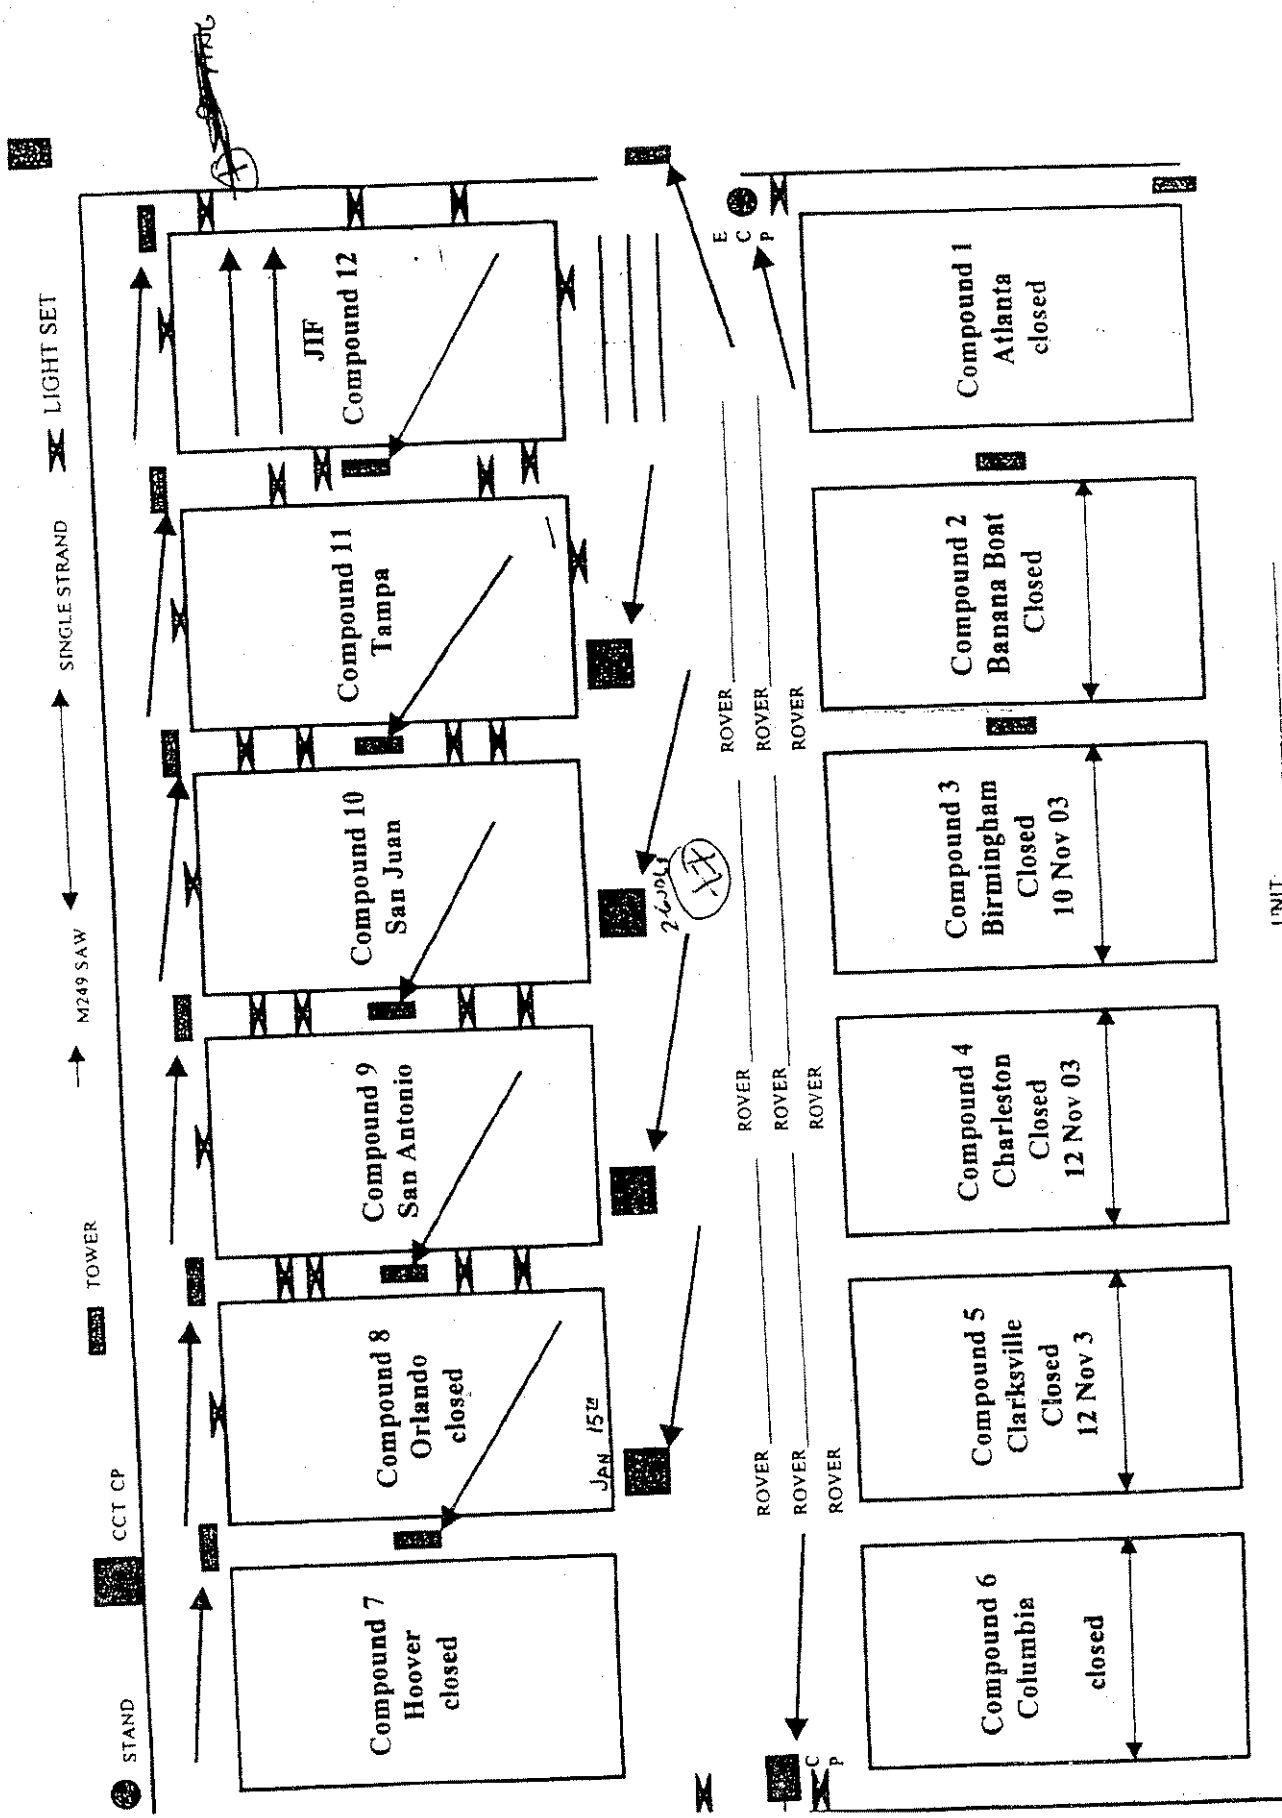 STAND
CCT CP
TOWER
M249 SAW
SINGLE STRAND
LIGHT SET
Compound 7
Hoover
closed
Compound 8
Orlando
closed
JAN 15TH
Compound 9
San Antonio
Compound 10
San Juan
Compound 11
Tampa
JIF
Compound 12
ROVER
ROVER
ROVER
ROVER
ROVER
ROVER
ROVER
ROVER
ROVER
E
C
P
C
P
Compound 6
Columbia
closed
Compound 5
Clarksville
Closed
12 Nov 3
Compound 4
Charleston
Closed
12 Nov 03
Compound 3
Birmingham
Closed
10 Nov 03
Compound 2
Banana Boat
Closed
Compound 1
Atlanta
closed
UNIT: